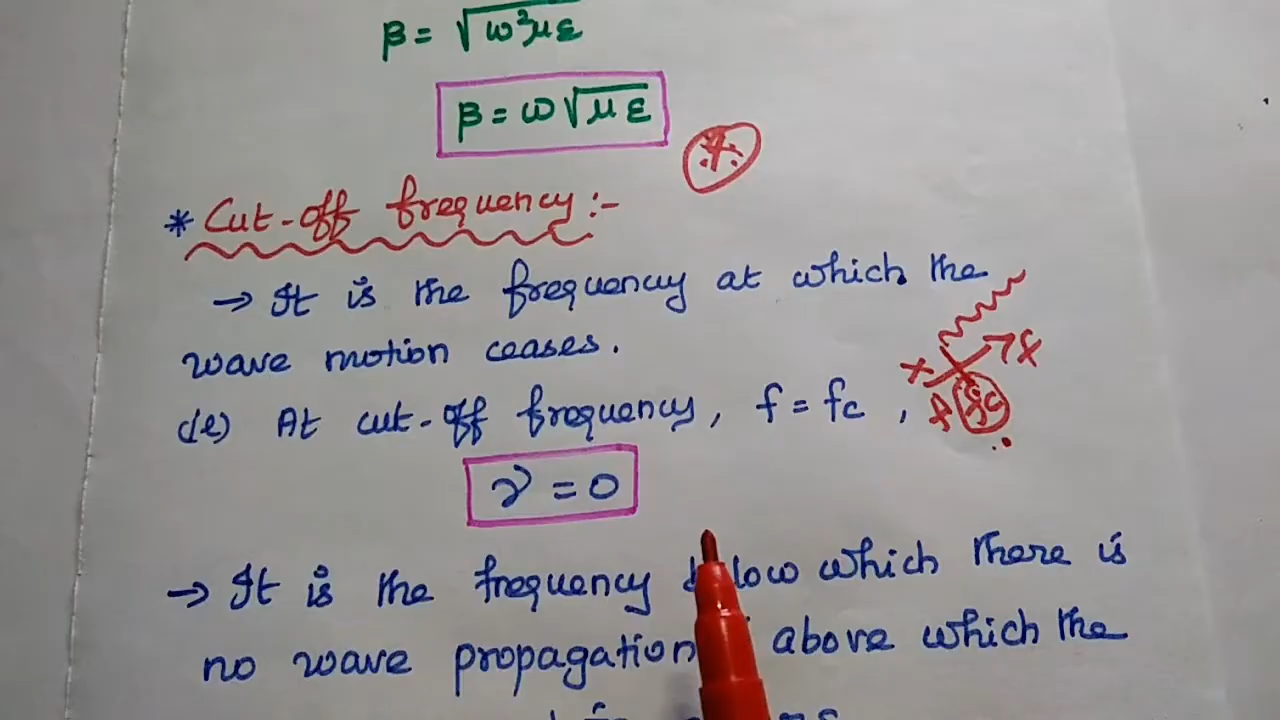 β = √ω²με
β = ω√με
* Cut-off frequency :-
→ It is the frequency at which the
wave motion ceases.
(ie) At cut-off frequency, f = fc ,
γ = 0
→ It is the frequency below which there is
no wave propagation above which the